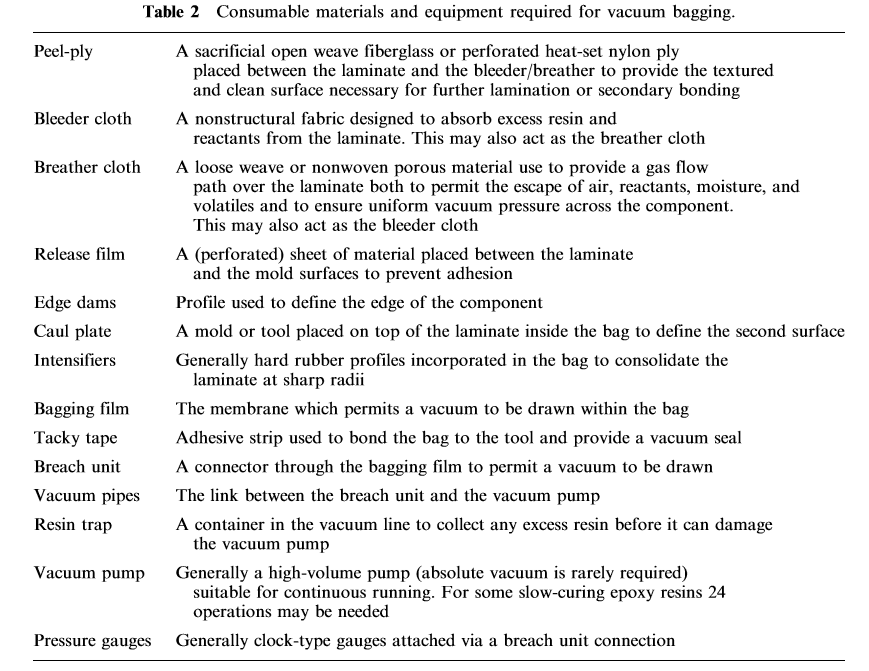 Table 2 Consumable materials and equipment required for vacuum bagging.
Peel-ply A sacrificial open weave fiberglass or perforated heat-set nylon ply
placed between the laminate and the bleeder/breather to provide the textured
and clean surface necessary for further lamination or secondary bonding
Bleeder cloth A nonstructural fabric designed to absorb excess resin and
reactants from the laminate. This may also act as the breather cloth
Breather cloth A loose weave or nonwoven porous material use to provide a gas flow
path over the laminate both to permit the escape of air, reactants, moisture, and
volatiles and to ensure uniform vacuum pressure across the component.
This may also act as the bleeder cloth
Release film A (perforated) sheet of material placed between the laminate
and the mold surfaces to prevent adhesion
Edge dams Profile used to define the edge of the component
Caul plate A mold or tool placed on top of the laminate inside the bag to define the second surface
Intensifiers Generally hard rubber profiles incorporated in the bag to consolidate the
laminate at sharp radii
Bagging film The membrane which permits a vacuum to be drawn within the bag
Tacky tape Adhesive strip used to bond the bag to the tool and provide a vacuum seal
Breach unit A connector through the bagging film to permit a vacuum to be drawn
Vacuum pipes The link between the breach unit and the vacuum pump
Resin trap A container in the vacuum line to collect any excess resin before it can damage
the vacuum pump
Vacuum pump Generally a high-volume pump (absolute vacuum is rarely required)
suitable for continuous running. For some slow-curing epoxy resins 24
operations may be needed
Pressure gauges Generally clock-type gauges attached via a breach unit connection